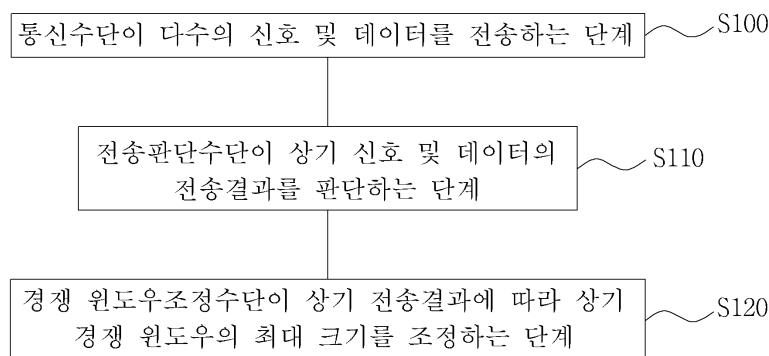 통신수단이 다수의 신호 및 데이터를 전송하는 단계
S100
전송판단수단이 상기 신호 및 데이터의
전송결과를 판단하는 단계
S110
경쟁 윈도우조정수단이 상기 전송결과에 따라 상기
경쟁 윈도우의 최대 크기를 조정하는 단계
S120